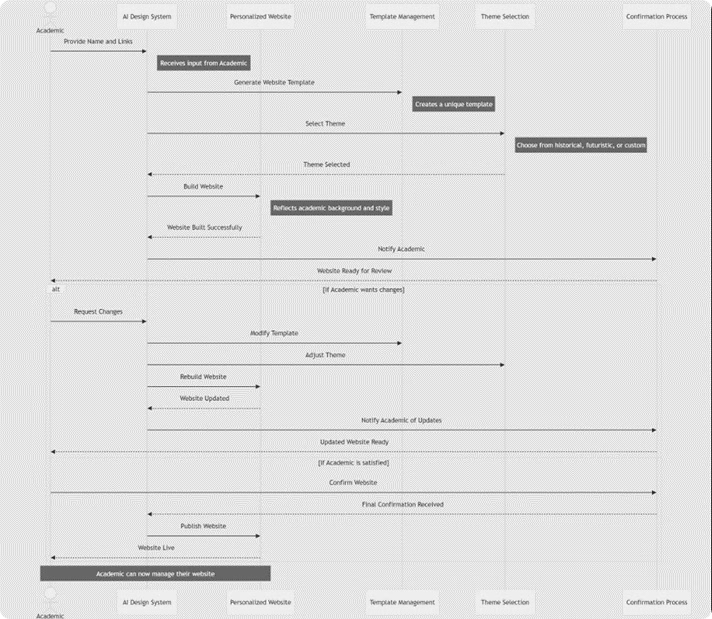 Academic
AI Design System
Personalized Website
Template Management
Theme Selection
Confirmation Process
Provide Name and Links
Receives input from Academic
Generate Website Template
Creates a unique template
Select Theme
Choose from historical, futuristic, or custom
Theme Selected
Build Website
Reflects academic background and style
Website Built Successfully
Notify Academic
Website Ready for Review
alt
[If Academic wants changes]
Request Changes
Modify Template
Adjust Theme
Rebuild Website
Website Updated
Notify Academic of Updates
Updated Website Ready
[If Academic is satisfied]
Confirm Website
Final Confirmation Received
Publish Website
Website Live
Academic can now manage their website
Academic
AI Design System
Personalized Website
Template Management
Theme Selection
Confirmation Process